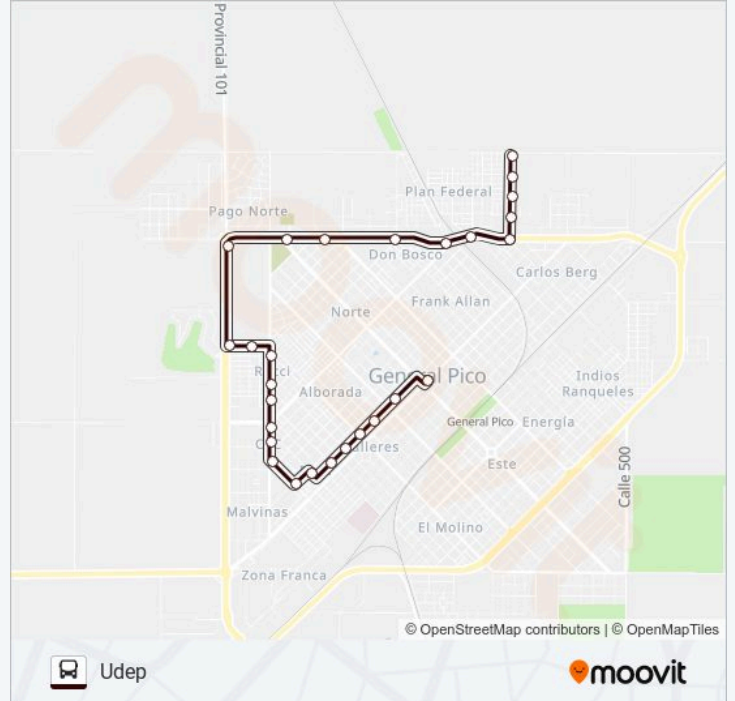 Provincial 101
Plan Federal
Pago Norte
Don Bosco
Carlos Berg
Frank Allan
Norte
General Pico
Indios
Ranqueles
Alborada
General Pico
Energía
alleres
Este
Calle 500
Malvinas
El Molino
Zona Franca
© OpenStreetMap contributors | © OpenMapTiles
Udep
moovit